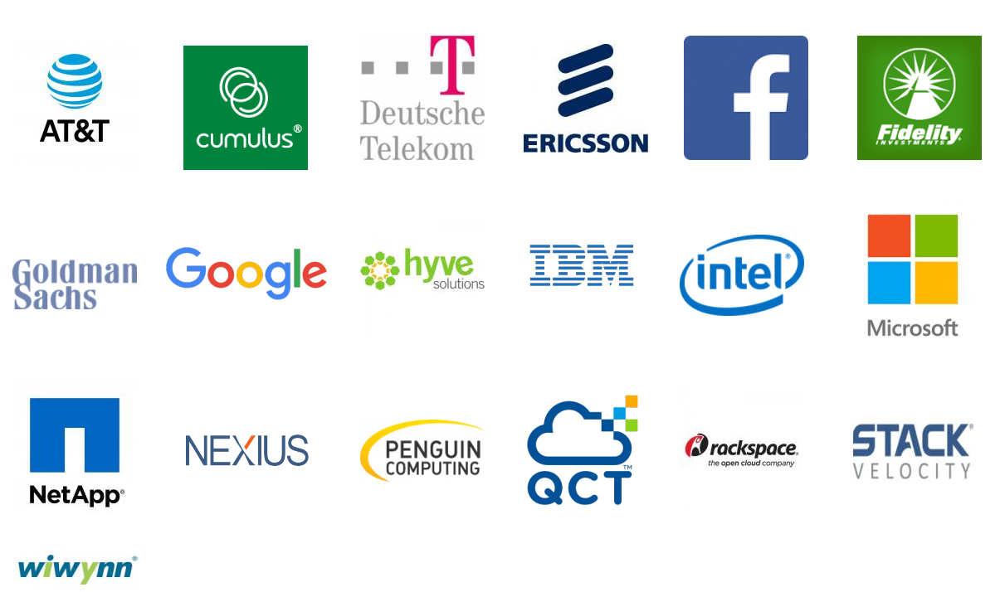 AT&T
cumulus®
T
Deutsche
Telekom
ERICSSON
f
Fidelity
INVESTMENTS
Goldman
Sachs
Google
hyve
solutions
IBM
intel®
Microsoft
NetApp®
NEXIUS
PENGUIN
COMPUTING
QCT™
rackspace®
the open cloud company
STACK®
VELOCITY
wiwynn®